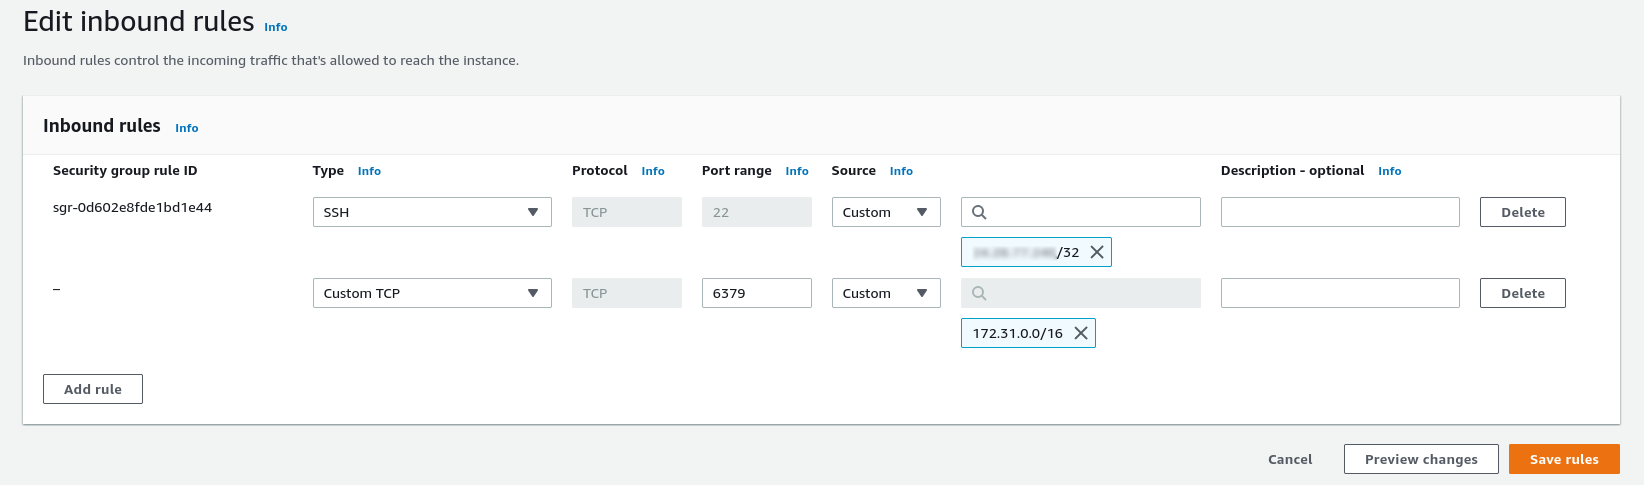 Edit inbound rules Info
Inbound rules control the incoming traffic that's allowed to reach the instance.
Inbound rules Info
Security group rule ID Type Info Protocol Info Port range Info Source Info Description - optional Info
sgr-0d602e8fde1bd1e44 SSH TCP 22 Custom Delete
/32
– Custom TCP TCP 6379 Custom Delete
172.31.0.0/16
Add rule
Cancel Preview changes Save rules